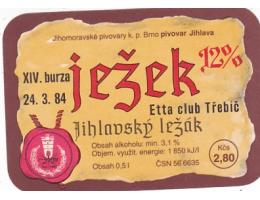 Jihomoravské pivovary k. p. Brno pivovar Jihlava
XIV. burza
24. 3. 84
ježek
12%
Etta club Třebíč
Jihlavský ležák
Obsah alkoholu: min. 3,1 %
Objem. využit. energie: 1 850 kJ/l
Obsah 0,5 l
ČSN 56 6635
Kčs
2,80